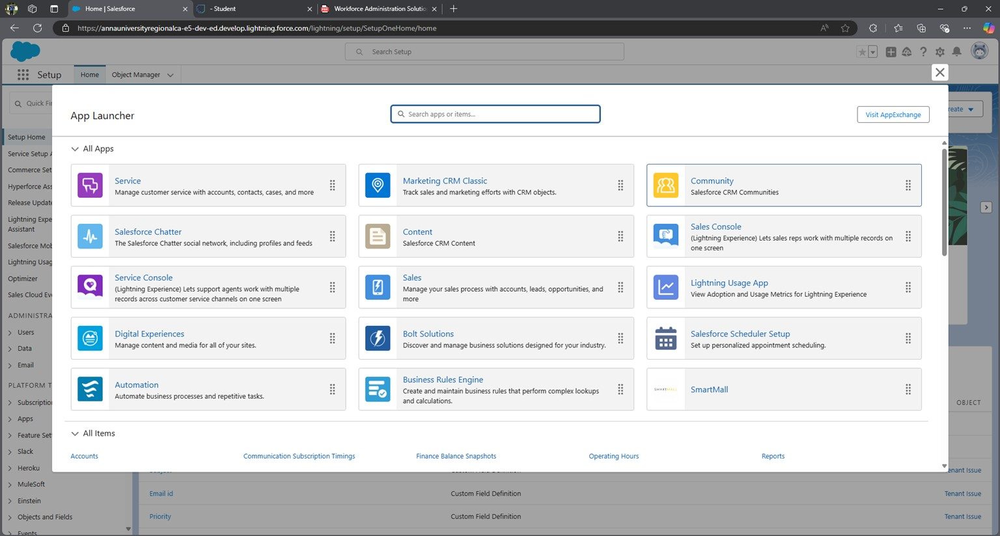 Home | Salesforce
- Student
Workforce Administration Solutio
https://annauniversityregionalca-e5-dev-ed.develop.lightning.force.com/lightning/setup/SetupOneHome/home
Search Setup
Setup
Home
Object Manager
Quick Fi
reate
App Launcher
Search apps or items...
Visit AppExchange
Setup Home
Service Setup A
Commerce Set
Hyperforce Ass
Release Update
Lightning Expe
Assistant
Salesforce Mob
Lightning Usag
Optimizer
Sales Cloud Eve
ADMINISTRA
Users
Data
Email
PLATFORM T
Subscription
Apps
Feature Set
Slack
Heroku
MuleSoft
Einstein
Objects and Fields
Events
All Apps
Service
Manage customer service with accounts, contacts, cases, and more
Marketing CRM Classic
Track sales and marketing efforts with CRM objects.
Community
Salesforce CRM Communities
Salesforce Chatter
The Salesforce Chatter social network, including profiles and feeds
Content
Salesforce CRM Content
Sales Console
(Lightning Experience) Lets sales reps work with multiple records on
one screen
Service Console
(Lightning Experience) Lets support agents work with multiple
records across customer service channels on one screen
Sales
Manage your sales process with accounts, leads, opportunities, and
more
Lightning Usage App
View Adoption and Usage Metrics for Lightning Experience
Digital Experiences
Manage content and media for all of your sites.
Bolt Solutions
Discover and manage business solutions designed for your industry.
Salesforce Scheduler Setup
Set up personalized appointment scheduling.
Automation
Automate business processes and repetitive tasks.
Business Rules Engine
Create and maintain business rules that perform complex lookups
and calculations.
SMARTMALL
SmartMall
OBJECT
All Items
Accounts
Communication Subscription Timings
Finance Balance Snapshots
Operating Hours
Reports
Subject
Custom Field Definition
enant Issue
Email id
Custom Field Definition
Tenant Issue
Priority
Custom Field Definition
Tenant Issue